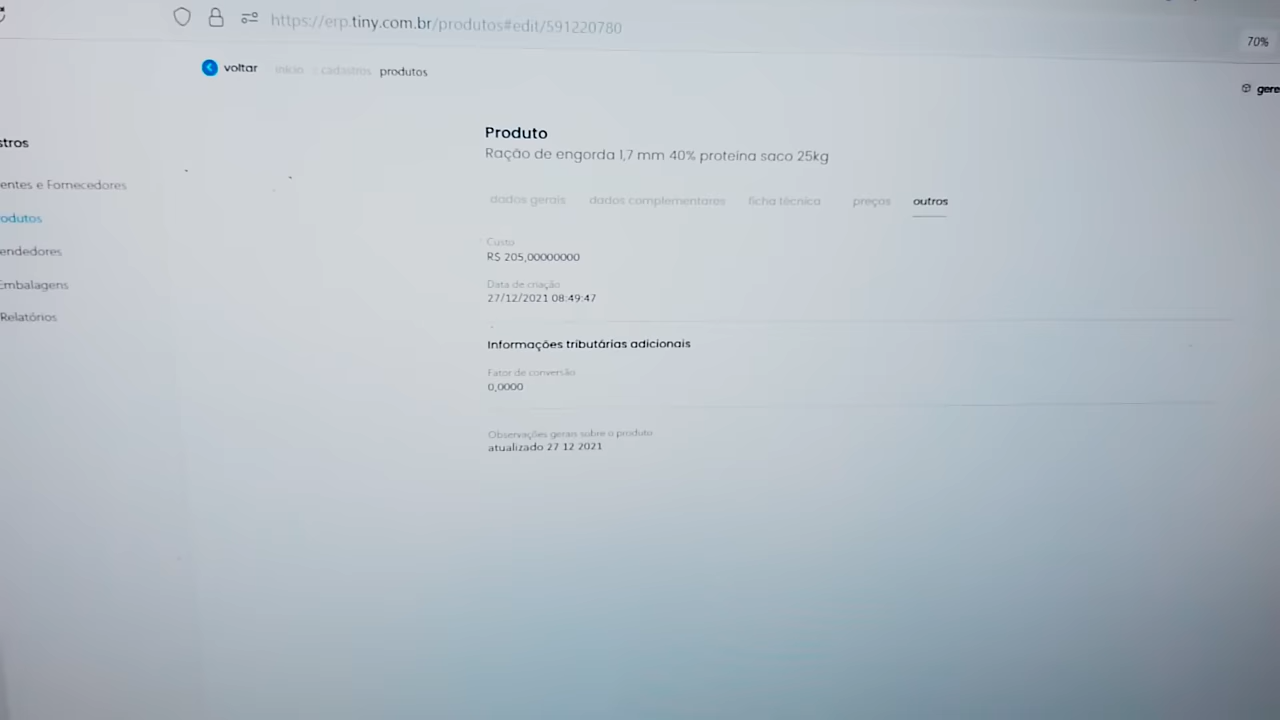 https://erp.tiny.com.br/produtos#edit/591220780
70%
voltar início cadastros produtos
gere
stros
entes e Fornecedores
odutos
endedores
Embalagens
Relatórios
Produto
Ração de engorda 1,7 mm 40% proteína saco 25kg
dados gerais dados complementares ficha técnica preços outros
Custo
R$ 205,00000000
Data de criação
27/12/2021 08:49:47
Informações tributárias adicionais
Fator de conversão
0,0000
Observações gerais sobre o produto
atualizado 27 12 2021